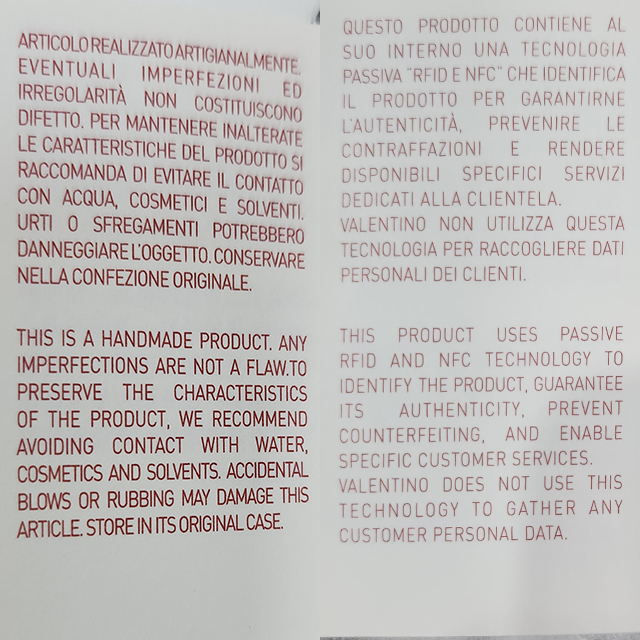 ARTICOLO REALIZZATO ARTIGIANALMENTE.
EVENTUALI IMPERFEZIONI ED
IRREGOLARITÀ NON COSTITUISCONO
DIFETTO. PER MANTENERE INALTERATE
LE CARATTERISTICHE DEL PRODOTTO SI
RACCOMANDA DI EVITARE IL CONTATTO
CON ACQUA, COSMETICI E SOLVENTI.
URTI O SFREGAMENTI POTREBBERO
DANNEGGIARE L'OGGETTO. CONSERVARE
NELLA CONFEZIONE ORIGINALE.
THIS IS A HANDMADE PRODUCT. ANY
IMPERFECTIONS ARE NOT A FLAW.TO
PRESERVE THE CHARACTERISTICS
OF THE PRODUCT, WE RECOMMEND
AVOIDING CONTACT WITH WATER,
COSMETICS AND SOLVENTS. ACCIDENTAL
BLOWS OR RUBBING MAY DAMAGE THIS
ARTICLE. STORE IN ITS ORIGINAL CASE.
QUESTO PRODOTTO CONTIENE AL
SUO INTERNO UNA TECNOLOGIA
PASSIVA "RFID E NFC" CHE IDENTIFICA
IL PRODOTTO PER GARANTIRNE
L'AUTENTICITÀ, PREVENIRE LE
CONTRAFFAZIONI E RENDERE
DISPONIBILI SPECIFICI SERVIZI
DEDICATI ALLA CLIENTELA.
VALENTINO NON UTILIZZA QUESTA
TECNOLOGIA PER RACCOGLIERE DATI
PERSONALI DEI CLIENTI.
THIS PRODUCT USES PASSIVE
RFID AND NFC TECHNOLOGY TO
IDENTIFY THE PRODUCT, GUARANTEE
ITS AUTHENTICITY, PREVENT
COUNTERFEITING, AND ENABLE
SPECIFIC CUSTOMER SERVICES.
VALENTINO DOES NOT USE THIS
TECHNOLOGY TO GATHER ANY
CUSTOMER PERSONAL DATA.